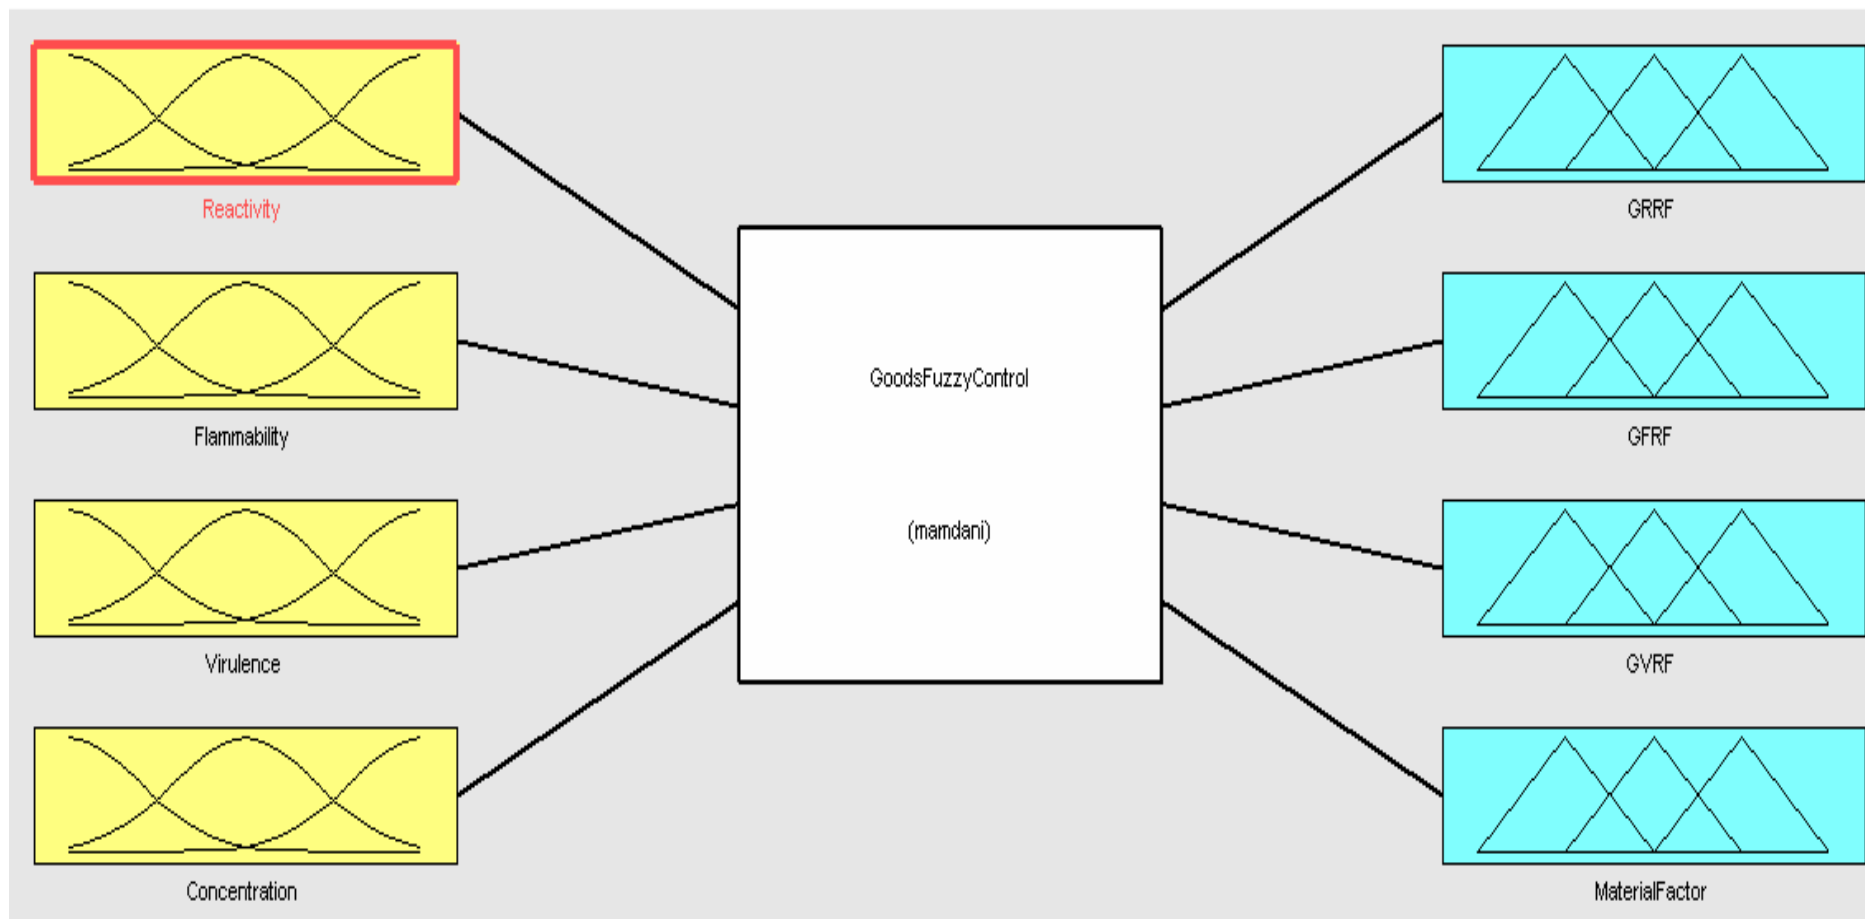 Reactivity
Flammability
Virulence
Concentration
GoodsFuzzyControl
(mamdani)
GRRF
GFRF
GVRF
MaterialFactor